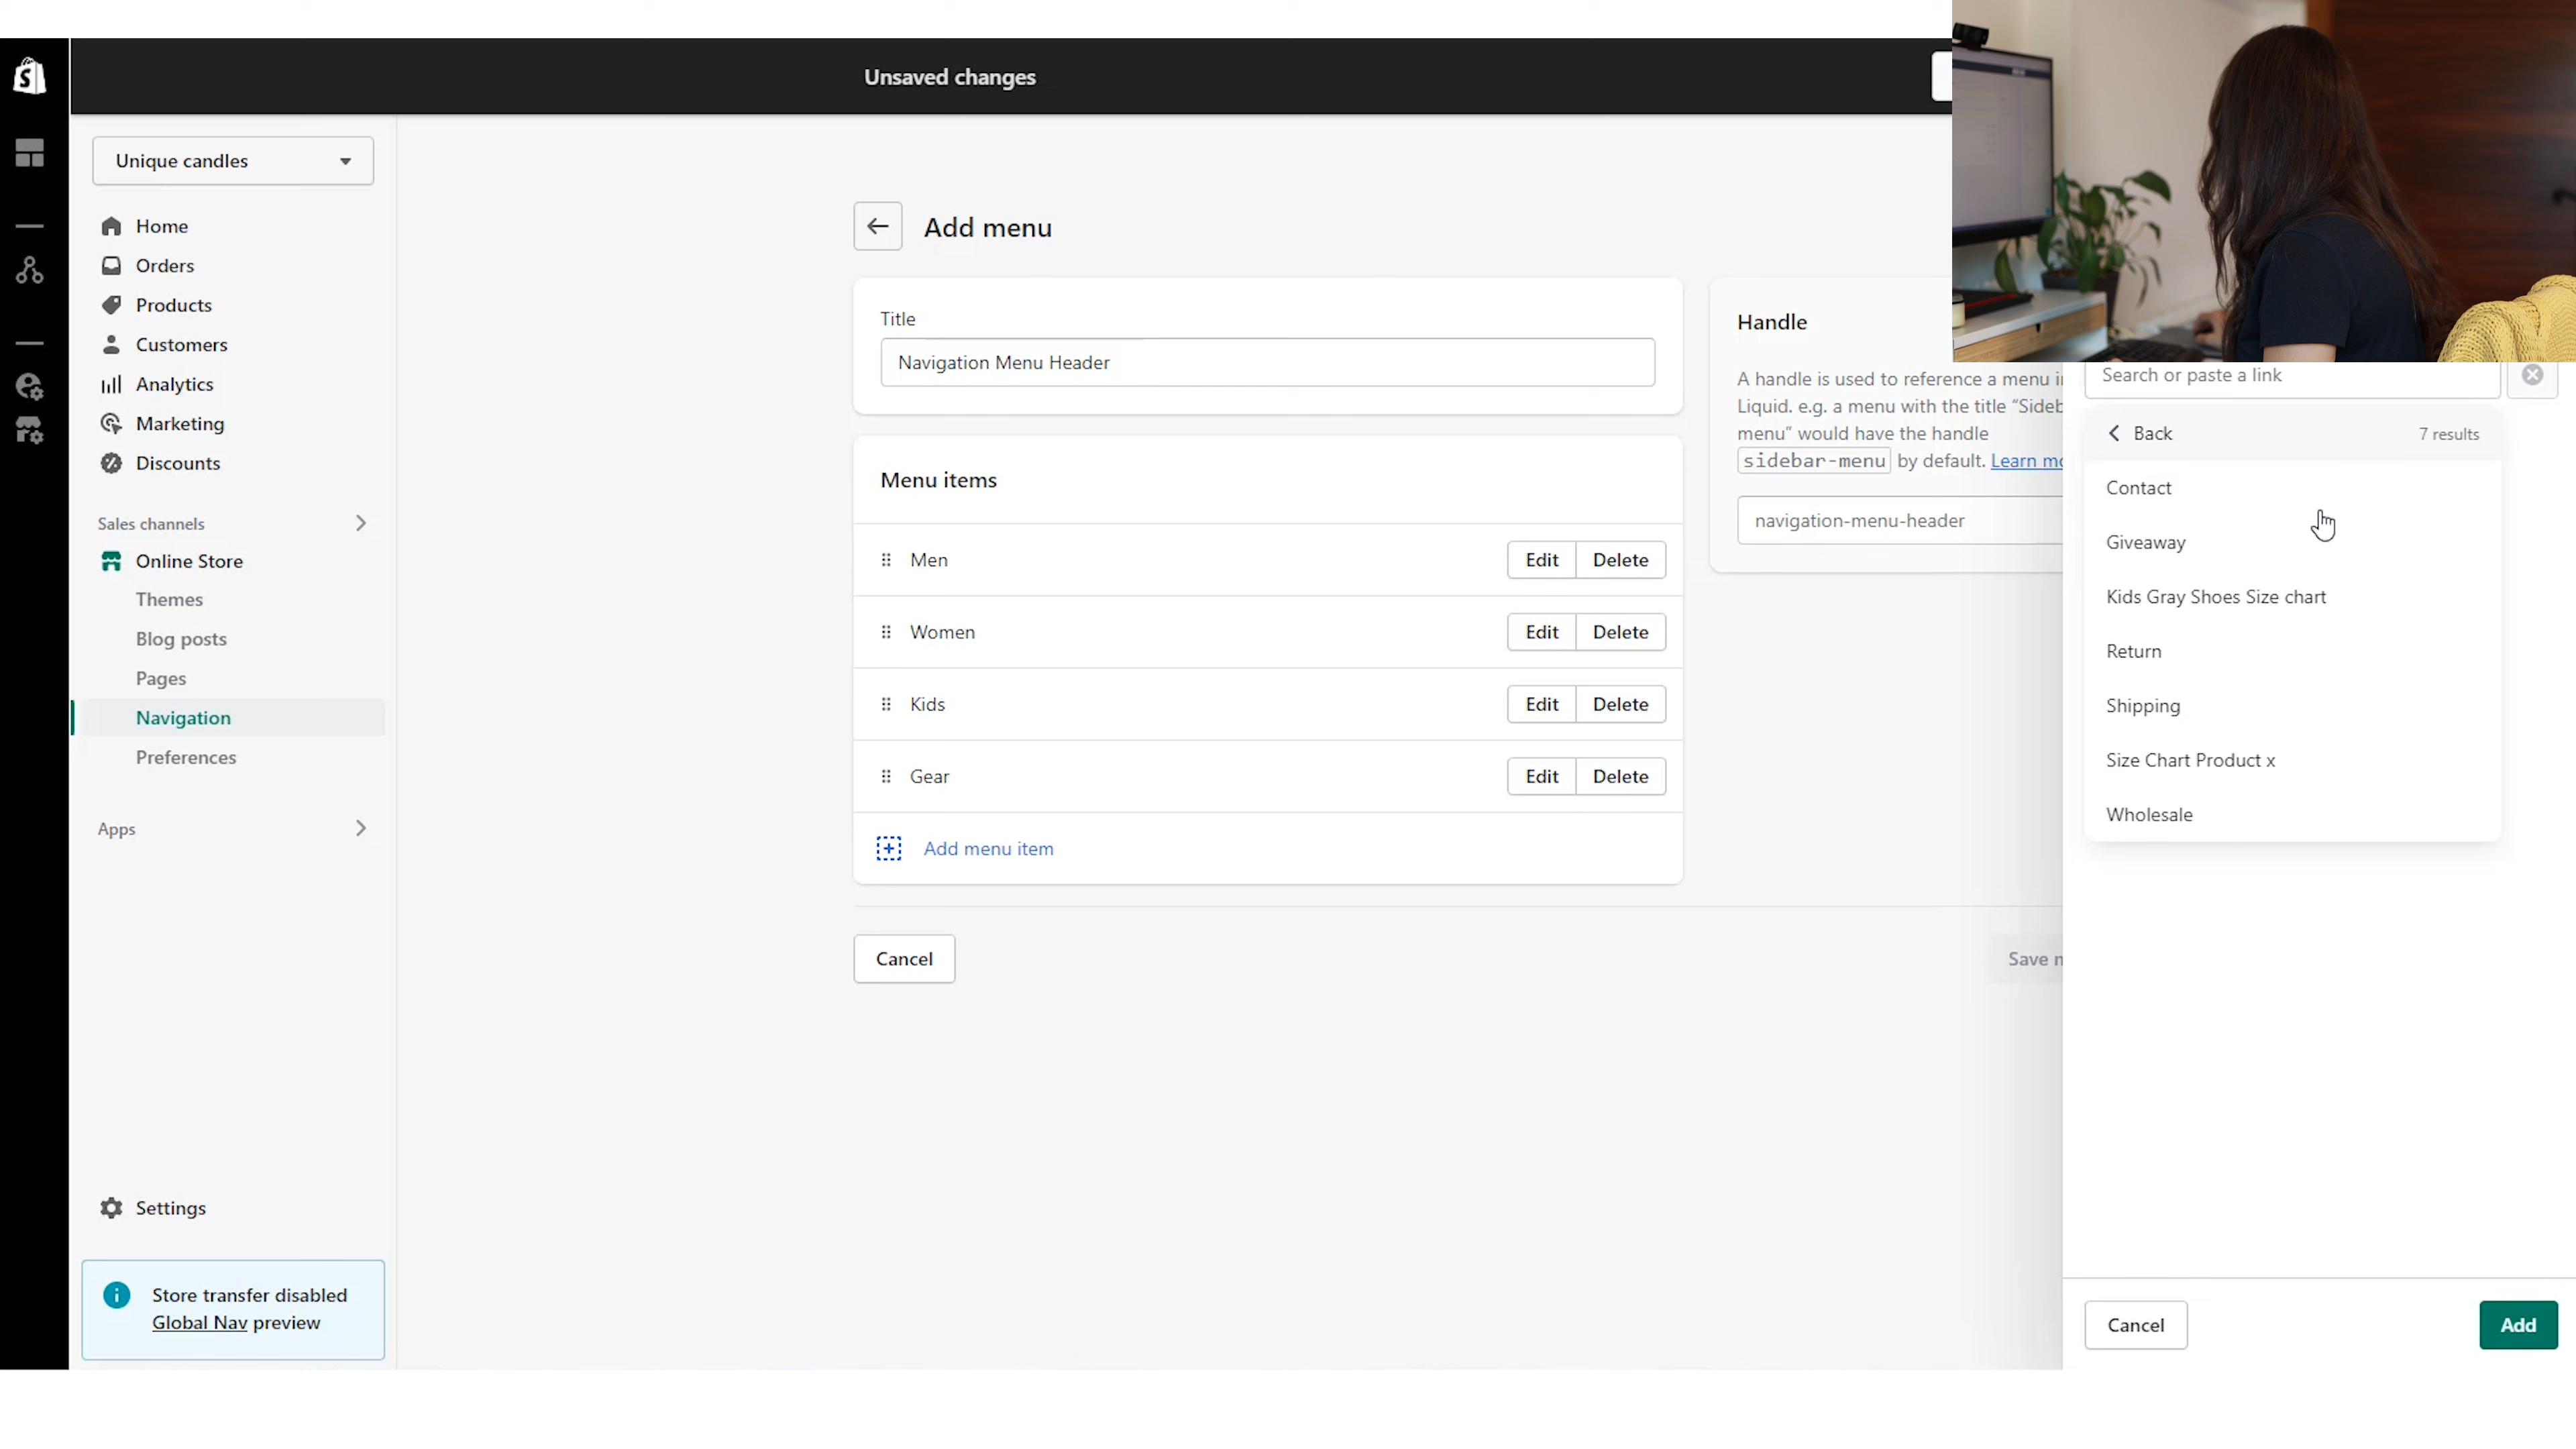 Unsaved changes
Unique candles
Home
Orders
Products
Customers
Analytics
Marketing
Discounts
Sales channels
Online Store
Themes
Blog posts
Pages
Navigation
Preferences
Apps
Settings
Store transfer disabled
Global Nav preview
Add menu
Title
Navigation Menu Header
Menu items
Men Edit Delete
Women Edit Delete
Kids Edit Delete
Gear Edit Delete
Add menu item
Cancel
Save
Handle
A handle is used to reference a menu
Liquid. e.g. a menu with the title “Sideb
menu” would have the handle
sidebar-menu by default. Learn mo
navigation-menu-header
Search or paste a link
Back 7 results
Contact
Giveaway
Kids Gray Shoes Size chart
Return
Shipping
Size Chart Product x
Wholesale
Cancel Add